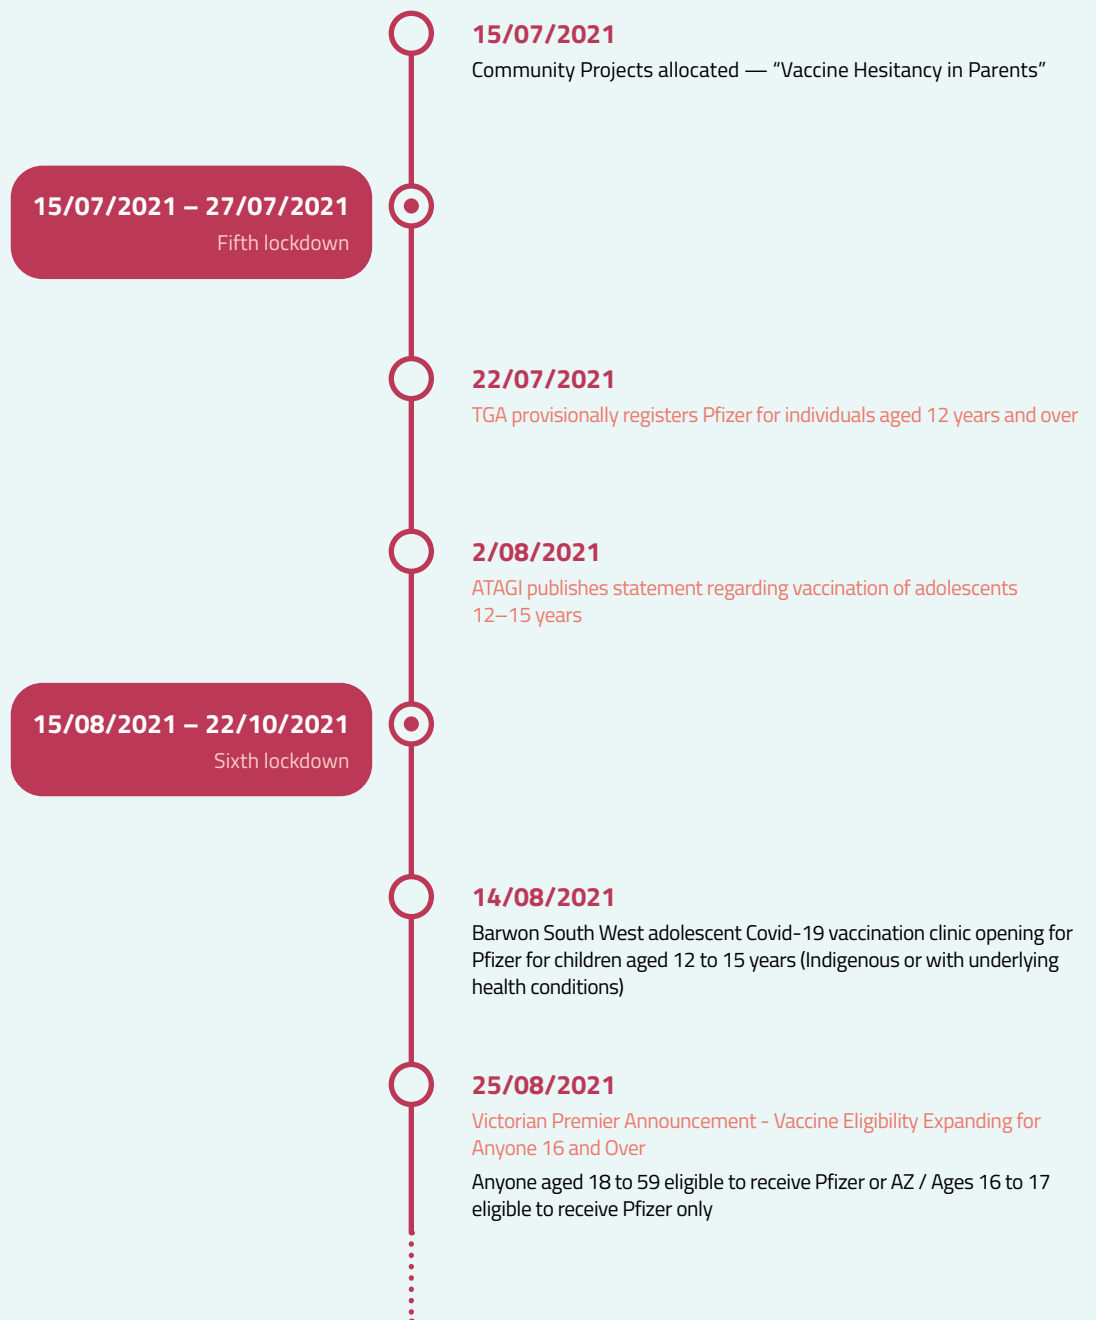 15/07/2021
Community Projects allocated — “Vaccine Hesitancy in Parents”
15/07/2021 – 27/07/2021
Fifth lockdown
22/07/2021
TGA provisionally registers Pfizer for individuals aged 12 years and over
2/08/2021
ATAGI publishes statement regarding vaccination of adolescents
12–15 years
15/08/2021 – 22/10/2021
Sixth lockdown
14/08/2021
Barwon South West adolescent Covid-19 vaccination clinic opening for
Pfizer for children aged 12 to 15 years (Indigenous or with underlying
health conditions)
25/08/2021
Victorian Premier Announcement - Vaccine Eligibility Expanding for
Anyone 16 and Over
Anyone aged 18 to 59 eligible to receive Pfizer or AZ / Ages 16 to 17
eligible to receive Pfizer only